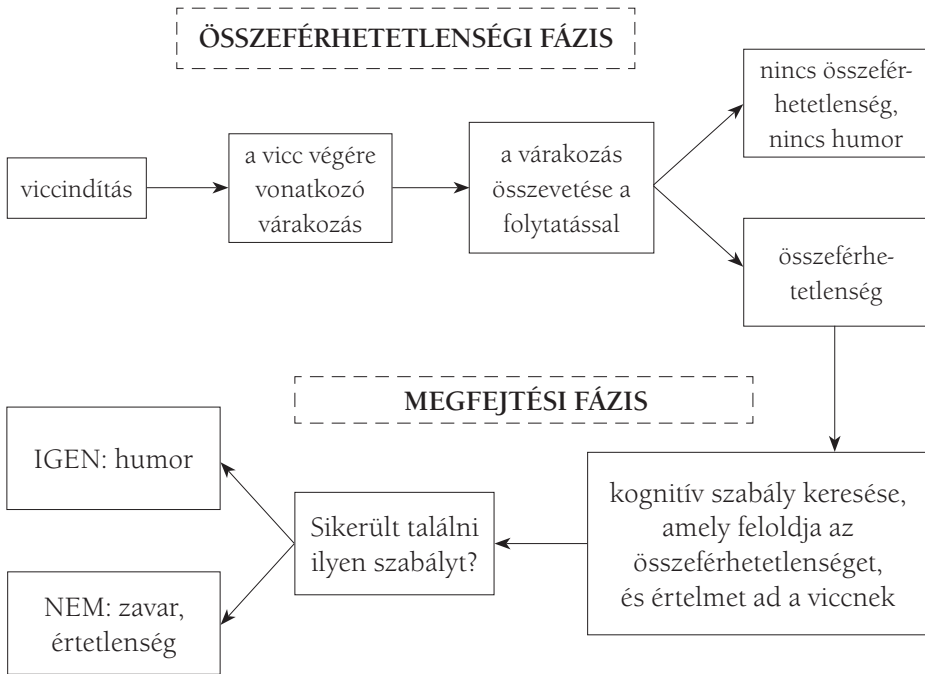 ÖSSZEFÉRHETETLENSÉGI FÁZIS
viccindítás
a vicc végére
vonatkozó
várakozás
a várakozás
összevetése a
folytatással
nincs összefér-
hetetlenség,
nincs humor
összeférhe-
tetlenség
MEGFEJTÉSI FÁZIS
kognitív szabály keresése,
amely feloldja az
összeférhetetlenséget,
és értelmet ad a viccnek
Sikerült találni
ilyen szabályt?
IGEN: humor
NEM: zavar,
értetlenség